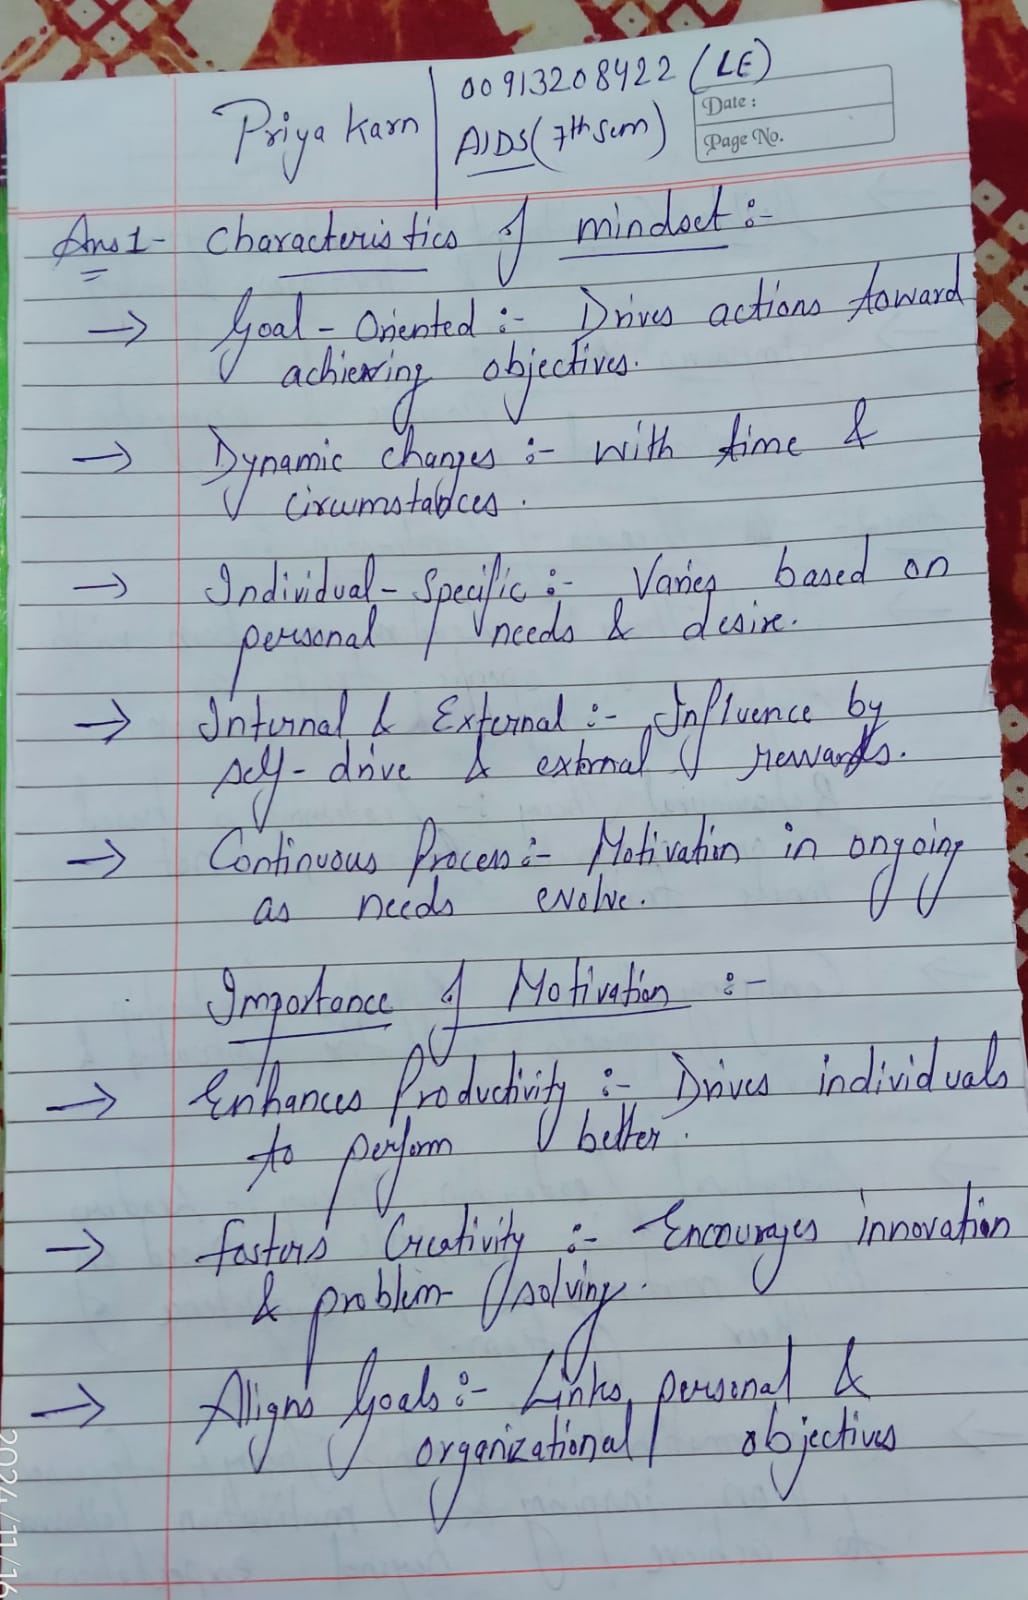 Priya Karn
009132 08422 (LE)
AIDS (7th Sem)
Date :
Page No.
Ans 1- Characteristics of mindset :-
→ Goal - Oriented :- Drives actions toward
achieving objectives.
→ Dynamic changes :- with time &
circumstances.
→ Individual - Specific :- Varies based on
personal needs & desire.
→ Internal & External :- Influence by
self - drive & external rewards.
→ Continuous Process :- Motivation in ongoing
as needs evolve.
Importance of Motivation :-
→ Enhances Productivity :- Drives individuals
to perform better.
→ fosters Creativity :- Encourages innovation
& problem - solving.
→ Aligns Goals :- Links personal &
organizational objectives
2024/11/16